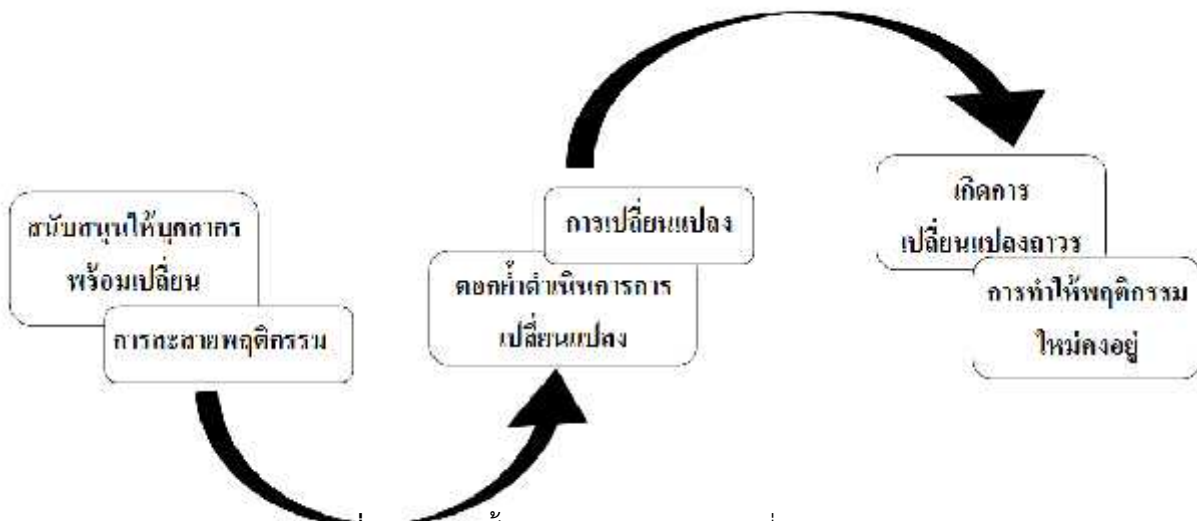 สนับสนุนให้บุคลากร
พร้อมเปลี่ยน
การละลายพฤติกรรม
การเปลี่ยนแปลง
ตอกย้ำดำเนินการการ
เปลี่ยนแปลง
เกิดการ
เปลี่ยนแปลงถาวร
การทำให้พฤติกรรม
ใหม่คงอยู่